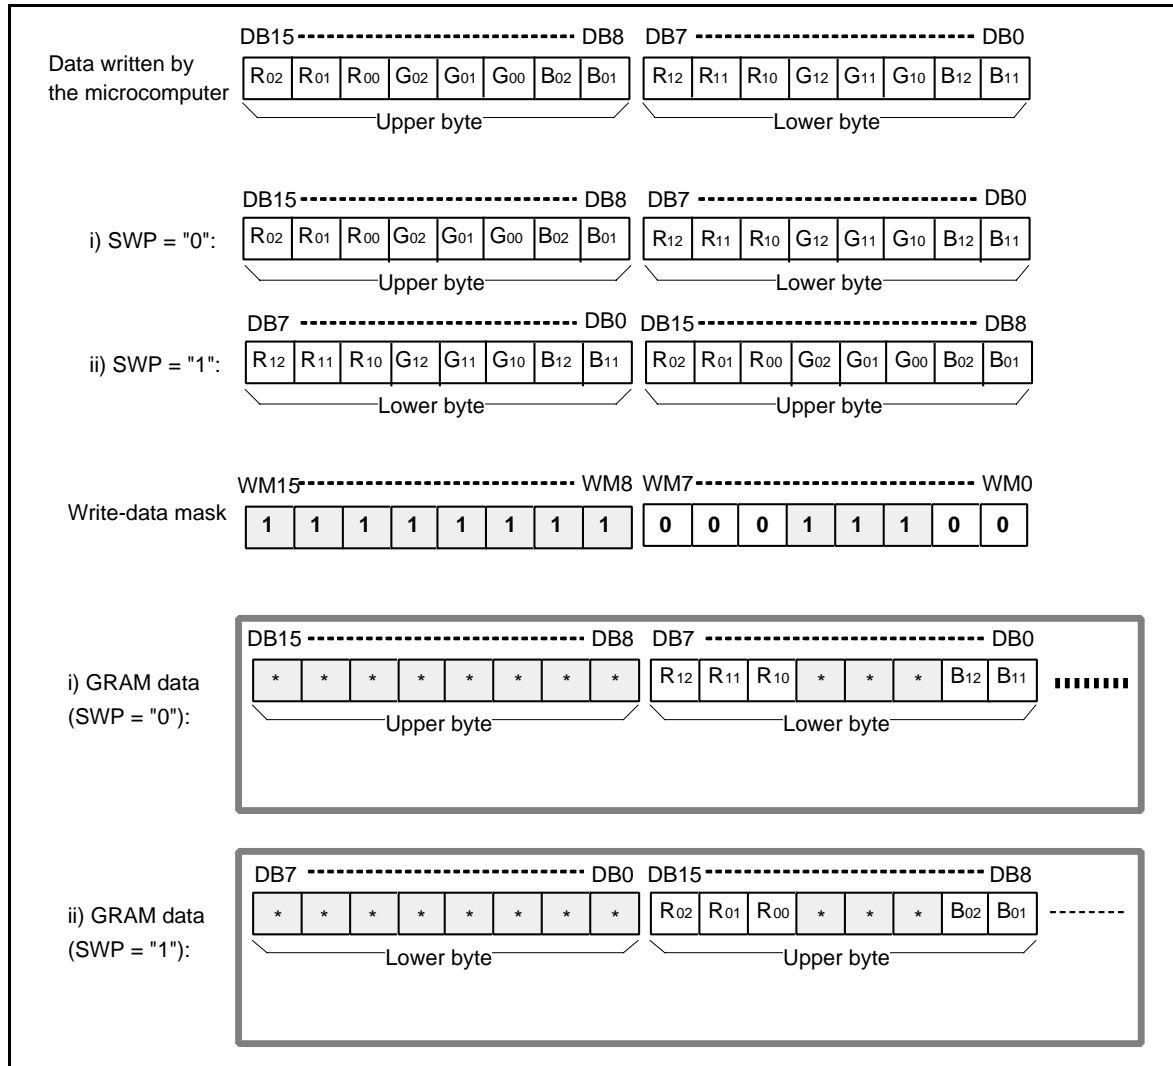 DB15 DB8 DB7 DB0
Data written by
the microcomputer
R02 R01 R00 G02 G01 G00 B02 B01 R12 R11 R10 G12 G11 G10 B12 B11
Upper byte Lower byte
DB15 DB8 DB7 DB0
i) SWP = "0": R02 R01 R00 G02 G01 G00 B02 B01 R12 R11 R10 G12 G11 G10 B12 B11
Upper byte Lower byte
DB7 DB0 DB15 DB8
ii) SWP = "1": R12 R11 R10 G12 G11 G10 B12 B11 R02 R01 R00 G02 G01 G00 B02 B01
Lower byte Upper byte
WM15 WM8 WM7 WM0
Write-data mask 1 1 1 1 1 1 1 1 0 0 0 1 1 1 0 0
DB15 DB8 DB7 DB0
i) GRAM data * * * * * * * * R12 R11 R10 * * * B12 B11
(SWP = "0"):
Upper byte Lower byte
DB7 DB0 DB15 DB8
ii) GRAM data * * * * * * * * R02 R01 R00 * * * B02 B01
(SWP = "1"):
Lower byte Upper byte